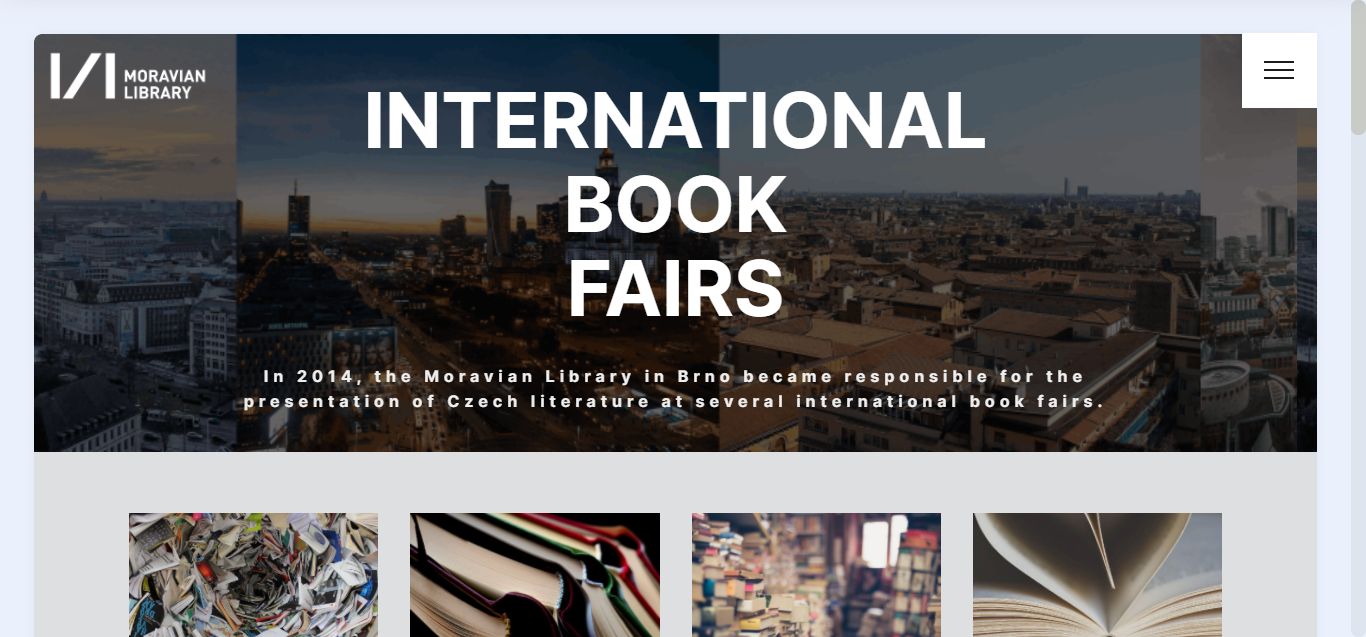 MORAVIAN
LIBRARY
INTERNATIONAL
BOOK
FAIRS
In 2014, the Moravian Library in Brno became responsible for the
presentation of Czech literature at several international book fairs.